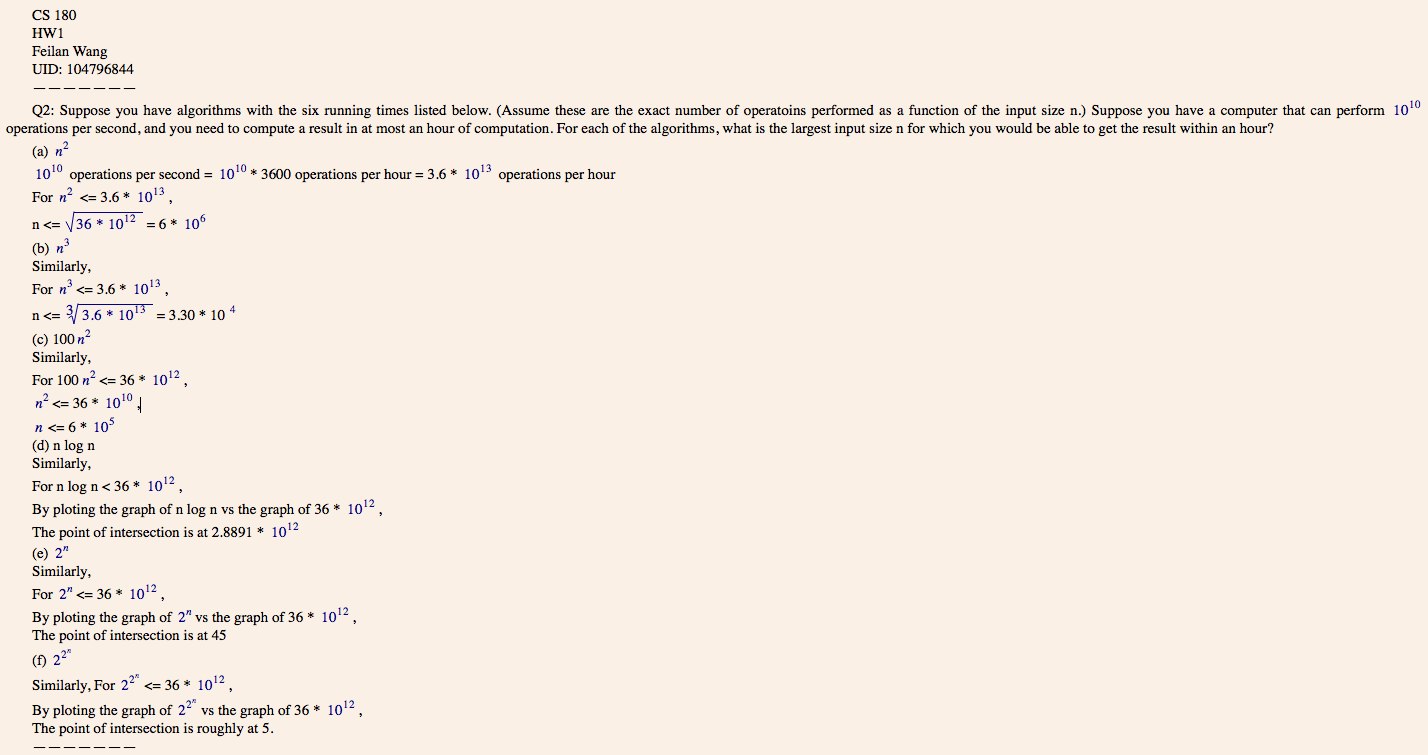 CS 180
HW1
Feilan Wang
UID: 104796844
———————
Q2: Suppose you have algorithms with the six running times listed below. (Assume these are the exact number of operatoins performed as a function of the input size n.) Suppose you have a computer that can perform 10^10
operations per second, and you need to compute a result in at most an hour of computation. For each of the algorithms, what is the largest input size n for which you would be able to get the result within an hour?
(a) n^2
10^10 operations per second = 10^10 * 3600 operations per hour = 3.6 * 10^13 operations per hour
For n^2 <= 3.6 * 10^13 ,
n <= √(36 * 10^12) = 6 * 10^6
(b) n^3
Similarly,
For n^3 <= 3.6 * 10^13 ,
n <= ∛(3.6 * 10^13) = 3.30 * 10^4
(c) 100 n^2
Similarly,
For 100 n^2 <= 36 * 10^12 ,
n^2 <= 36 * 10^10 ,
n <= 6 * 10^5
(d) n log n
Similarly,
For n log n < 36 * 10^12 ,
By ploting the graph of n log n vs the graph of 36 * 10^12 ,
The point of intersection is at 2.8891 * 10^12
(e) 2^n
Similarly,
For 2^n <= 36 * 10^12 ,
By ploting the graph of 2^n vs the graph of 36 * 10^12 ,
The point of intersection is at 45
(f) 2^2^n
Similarly, For 2^2^n <= 36 * 10^12 ,
By ploting the graph of 2^2^n vs the graph of 36 * 10^12 ,
The point of intersection is roughly at 5.
———————